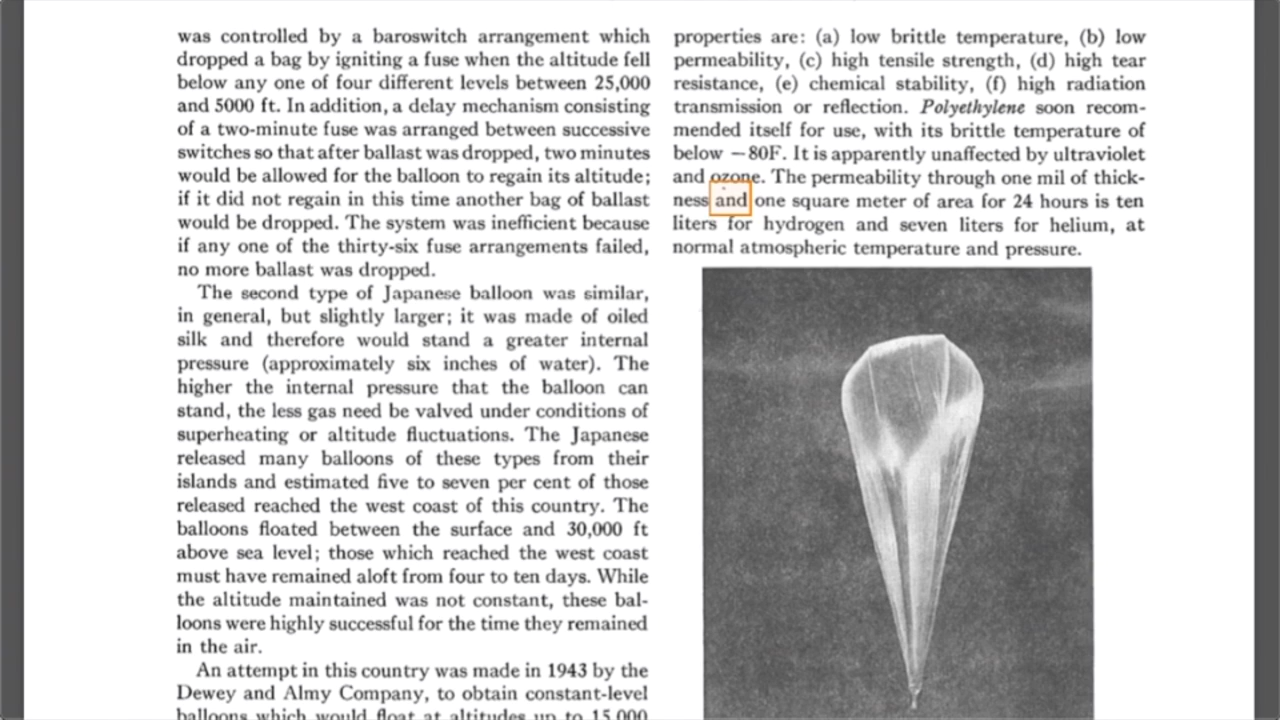 was controlled by a baroswitch arrangement which
dropped a bag by igniting a fuse when the altitude fell
below any one of four different levels between 25,000
and 5000 ft. In addition, a delay mechanism consisting
of a two-minute fuse was arranged between successive
switches so that after ballast was dropped, two minutes
would be allowed for the balloon to regain its altitude;
if it did not regain in this time another bag of ballast
would be dropped. The system was inefficient because
if any one of the thirty-six fuse arrangements failed,
no more ballast was dropped.
The second type of Japanese balloon was similar,
in general, but slightly larger; it was made of oiled
silk and therefore would stand a greater internal
pressure (approximately six inches of water). The
higher the internal pressure that the balloon can
stand, the less gas need be valved under conditions of
superheating or altitude fluctuations. The Japanese
released many balloons of these types from their
islands and estimated five to seven per cent of those
released reached the west coast of this country. The
balloons floated between the surface and 30,000 ft
above sea level; those which reached the west coast
must have remained aloft from four to ten days. While
the altitude maintained was not constant, these bal-
loons were highly successful for the time they remained
in the air.
An attempt in this country was made in 1943 by the
Dewey and Almy Company, to obtain constant-level
balloons which would float at altitudes up to 15,000
properties are: (a) low brittle temperature, (b) low
permeability, (c) high tensile strength, (d) high tear
resistance, (e) chemical stability, (f) high radiation
transmission or reflection. Polyethylene soon recom-
mended itself for use, with its brittle temperature of
below −80F. It is apparently unaffected by ultraviolet
and ozone. The permeability through one mil of thick-
ness and one square meter of area for 24 hours is ten
liters for hydrogen and seven liters for helium, at
normal atmospheric temperature and pressure.